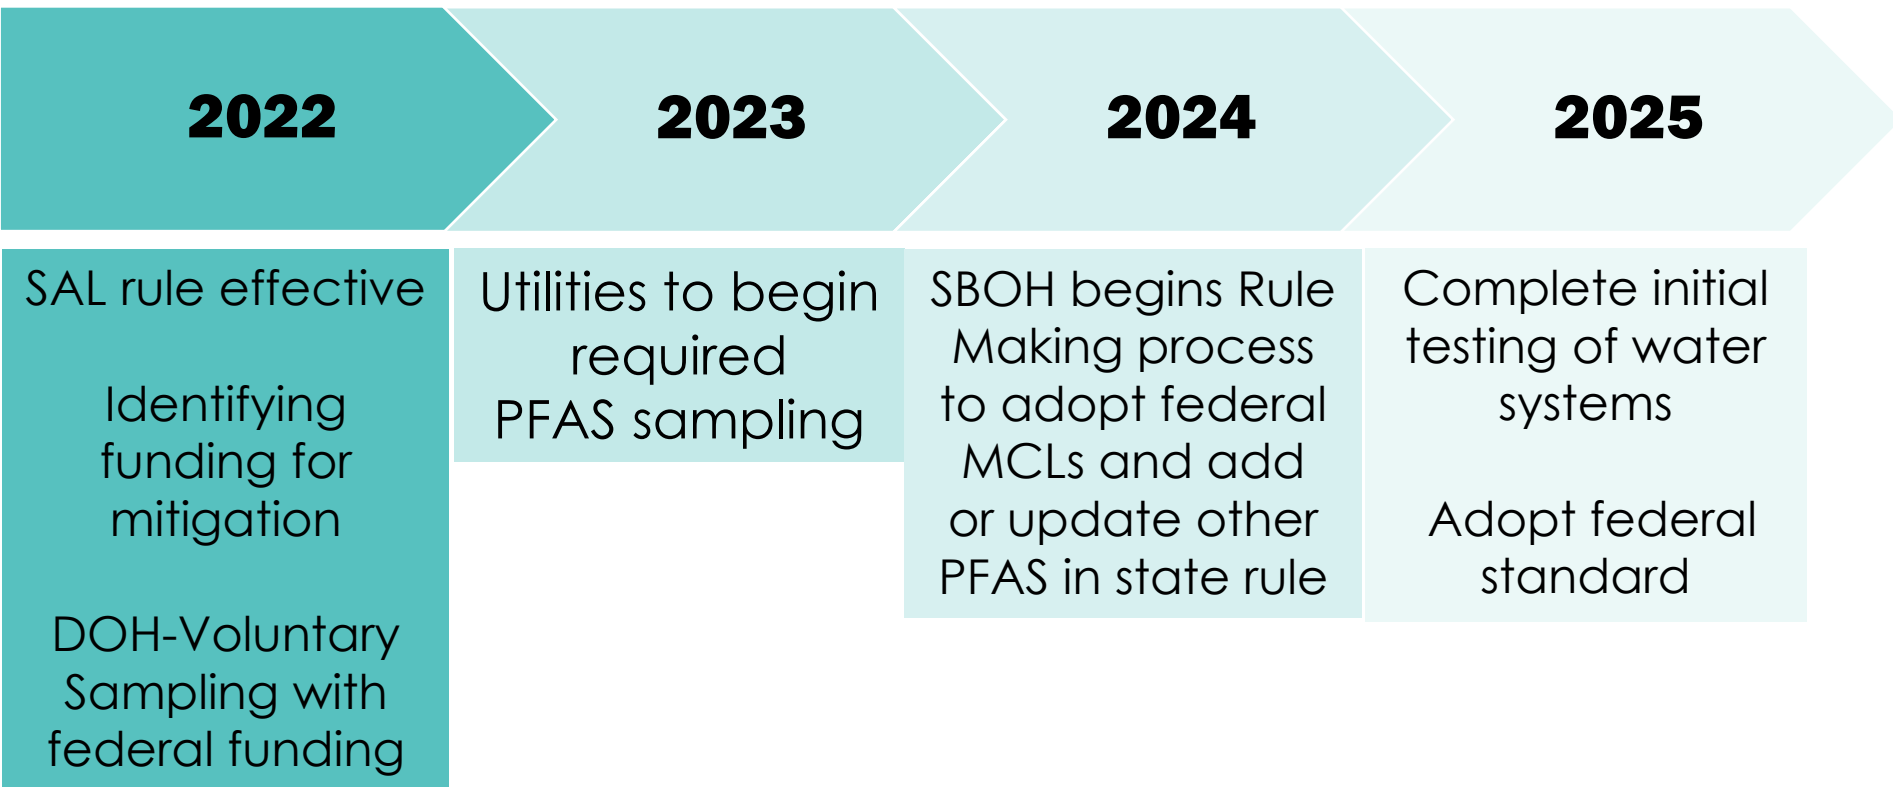 2022
2023
2024
2025
SAL rule effective
Identifying
funding for
mitigation
DOH-Voluntary
Sampling with
federal funding
Utilities to begin
required
PFAS sampling
SBOH begins Rule
Making process
to adopt federal
MCLs and add
or update other
PFAS in state rule
Complete initial
testing of water
systems
Adopt federal
standard